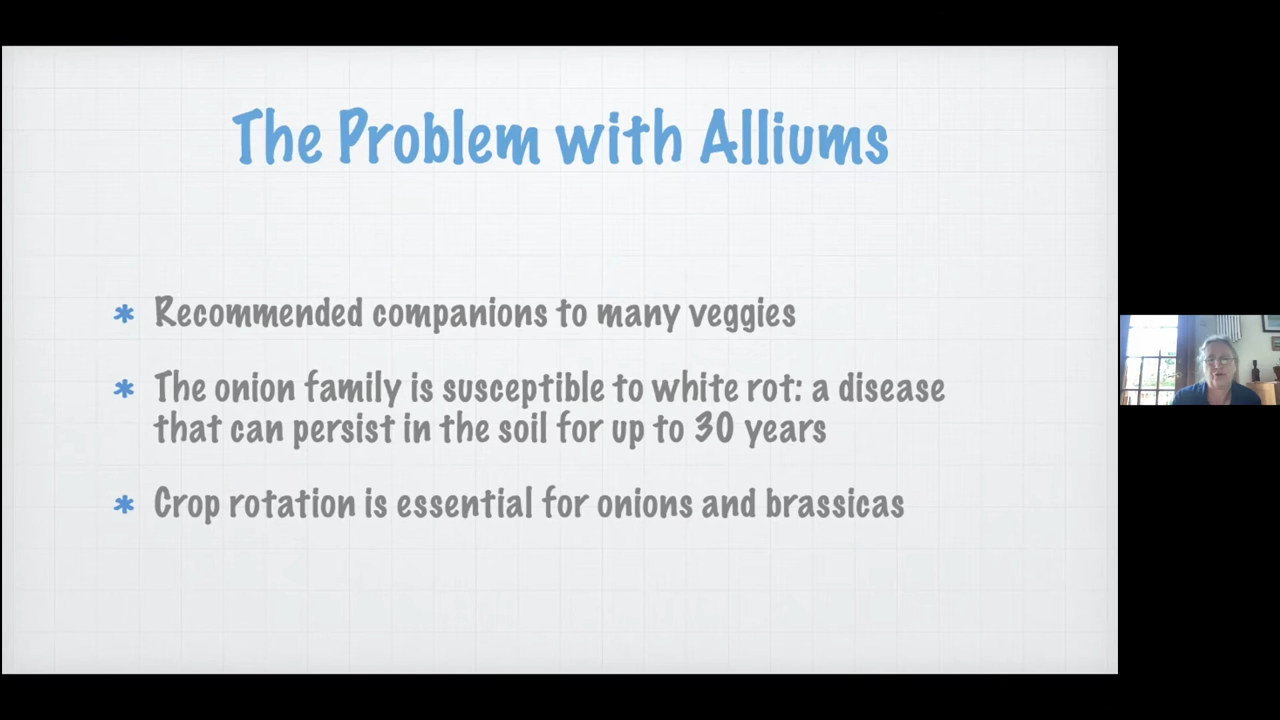 The Problem with Alliums
* Recommended companions to many veggies
* The onion family is susceptible to white rot: a disease
that can persist in the soil for up to 30 years
* Crop rotation is essential for onions and brassicas